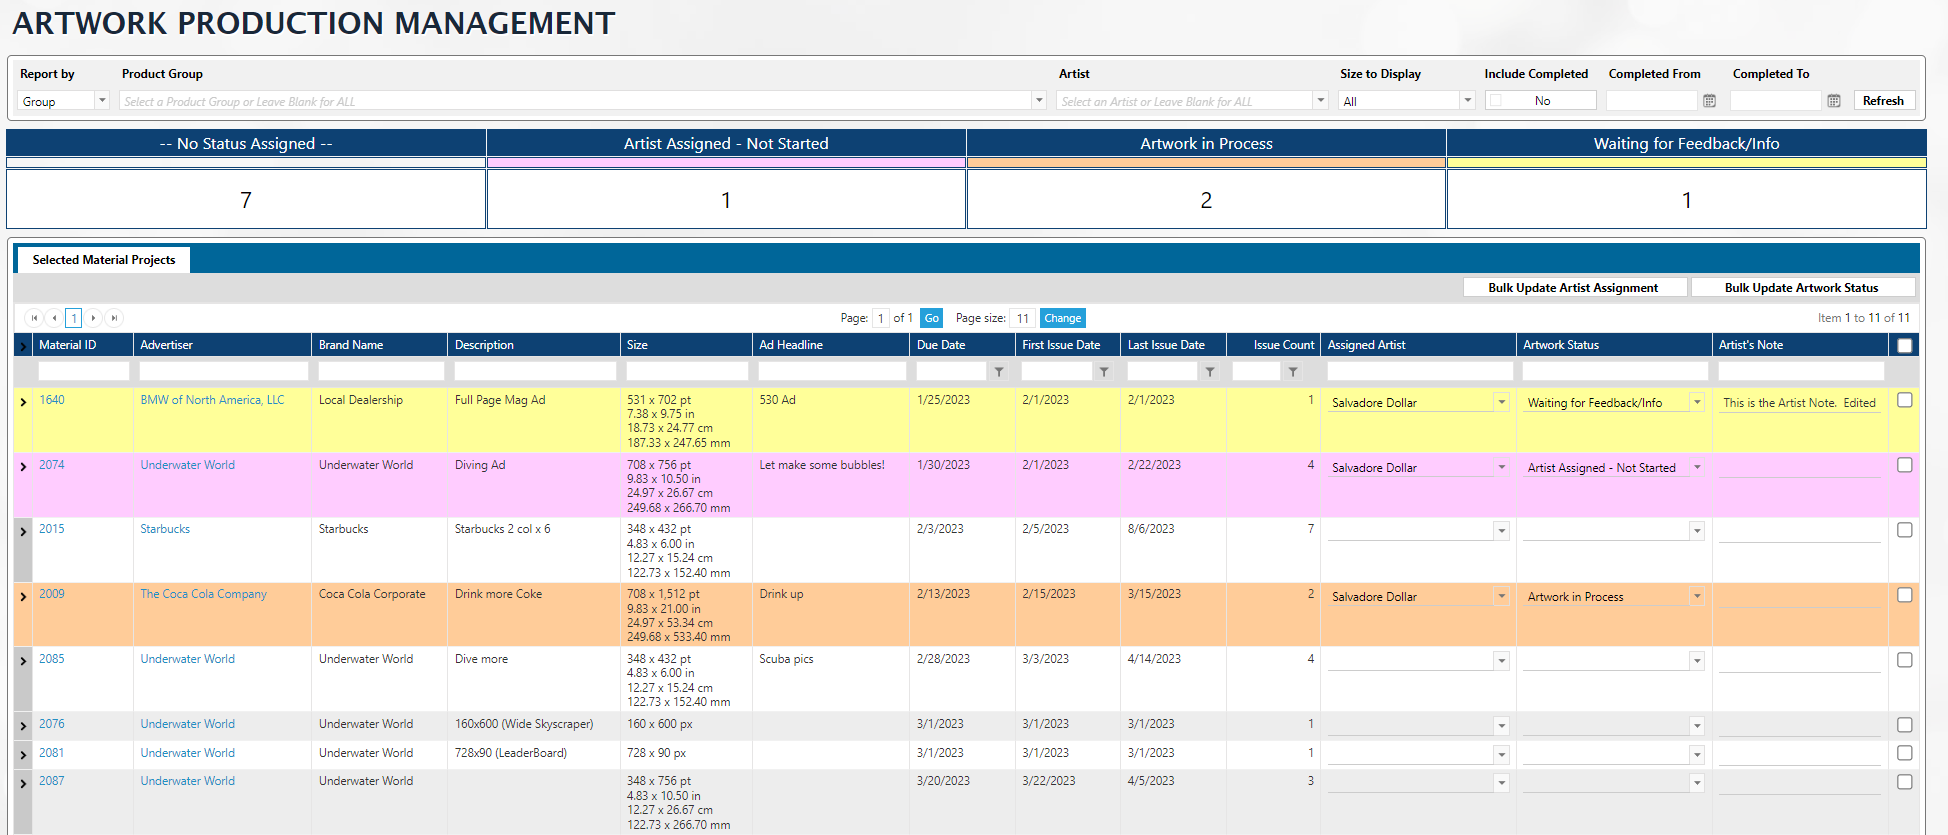 ARTWORK PRODUCTION MANAGEMENT
Report by Product Group Artist Size to Display Include Completed Completed From Completed To
Group Select a Product Group or Leave Blank for ALL Select an Artist or Leave Blank for ALL All No Refresh
-- No Status Assigned -- Artist Assigned - Not Started Artwork in Process Waiting for Feedback/Info
7 1 2 1
Selected Material Projects
Bulk Update Artist Assignment Bulk Update Artwork Status
1 Page: 1 of 1 Go Page size: 11 Change Item 1 to 11 of 11
Material ID Advertiser Brand Name Description Size Ad Headline Due Date First Issue Date Last Issue Date Issue Count Assigned Artist Artwork Status Artist's Note
1640 BMW of North America, LLC Local Dealership Full Page Mag Ad 531 x 702 pt 530 Ad 1/25/2023 2/1/2023 2/1/2023 1 Salvadore Dollar Waiting for Feedback/Info This is the Artist Note. Edited
7.38 x 9.75 in
18.73 x 24.77 cm
187.33 x 247.65 mm
2074 Underwater World Underwater World Diving Ad 708 x 756 pt Let make some bubbles! 1/30/2023 2/1/2023 2/22/2023 4 Salvadore Dollar Artist Assigned - Not Started
9.83 x 10.50 in
24.97 x 26.67 cm
249.68 x 266.70 mm
2015 Starbucks Starbucks Starbucks 2 col x 6 348 x 432 pt 2/3/2023 2/5/2023 8/6/2023 7
4.83 x 6.00 in
12.27 x 15.24 cm
122.73 x 152.40 mm
2009 The Coca Cola Company Coca Cola Corporate Drink more Coke 708 x 1,512 pt Drink up 2/13/2023 2/15/2023 3/15/2023 2 Salvadore Dollar Artwork in Process
9.83 x 21.00 in
24.97 x 53.34 cm
249.68 x 533.40 mm
2085 Underwater World Underwater World Dive more 348 x 432 pt Scuba pics 2/28/2023 3/3/2023 4/14/2023 4
4.83 x 6.00 in
12.27 x 15.24 cm
122.73 x 152.40 mm
2076 Underwater World Underwater World 160x600 (Wide Skyscraper) 160 x 600 px 3/1/2023 3/1/2023 3/1/2023 1
2081 Underwater World Underwater World 728x90 (LeaderBoard) 728 x 90 px 3/1/2023 3/1/2023 3/1/2023 1
2087 Underwater World Underwater World 348 x 756 pt 3/20/2023 3/22/2023 4/5/2023 3
4.83 x 10.50 in
12.27 x 26.67 cm
122.73 x 266.70 mm